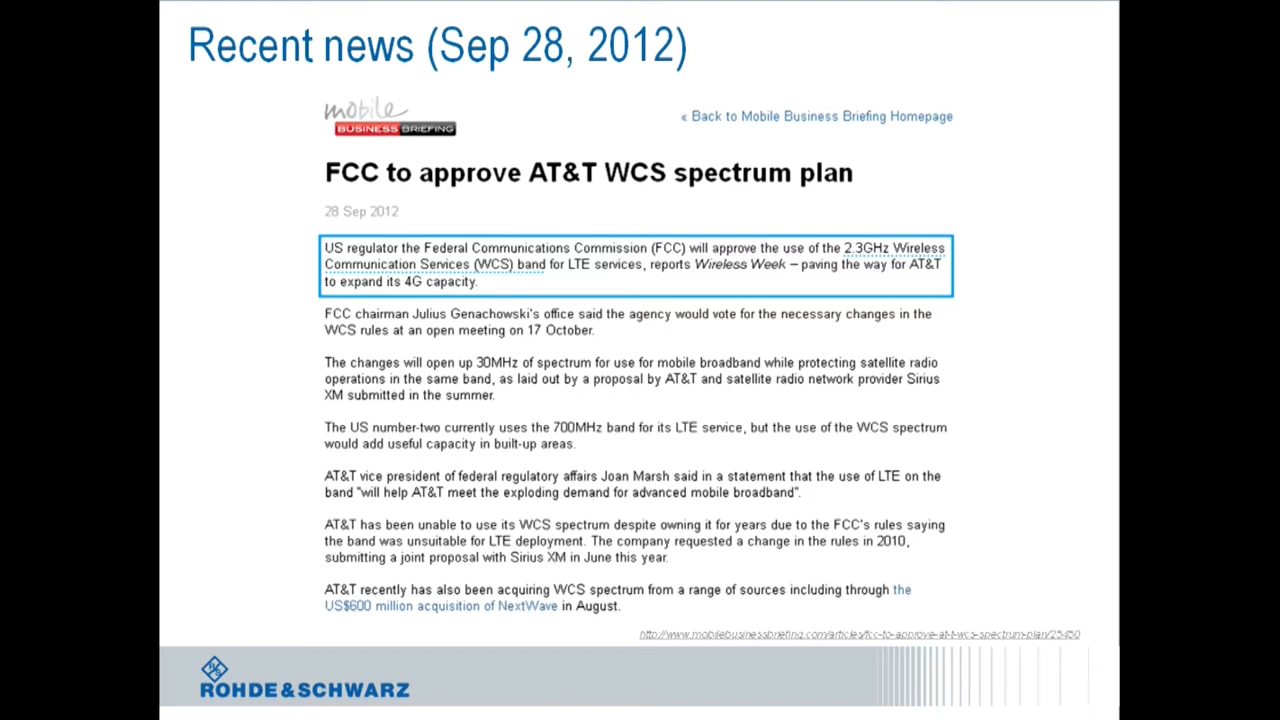 Recent news (Sep 28, 2012)
mobile
BUSINESS BRIEFING
« Back to Mobile Business Briefing Homepage
FCC to approve AT&T WCS spectrum plan
28 Sep 2012
US regulator the Federal Communications Commission (FCC) will approve the use of the 2.3GHz Wireless
Communication Services (WCS) band for LTE services, reports Wireless Week – paving the way for AT&T
to expand its 4G capacity.
FCC chairman Julius Genachowski's office said the agency would vote for the necessary changes in the
WCS rules at an open meeting on 17 October.
The changes will open up 30MHz of spectrum for use for mobile broadband while protecting satellite radio
operations in the same band, as laid out by a proposal by AT&T and satellite radio network provider Sirius
XM submitted in the summer.
The US number-two currently uses the 700MHz band for its LTE service, but the use of the WCS spectrum
would add useful capacity in built-up areas.
AT&T vice president of federal regulatory affairs Joan Marsh said in a statement that the use of LTE on the
band "will help AT&T meet the exploding demand for advanced mobile broadband".
AT&T has been unable to use its WCS spectrum despite owning it for years due to the FCC's rules saying
the band was unsuitable for LTE deployment. The company requested a change in the rules in 2010,
submitting a joint proposal with Sirius XM in June this year.
AT&T recently has also been acquiring WCS spectrum from a range of sources including through the
US$600 million acquisition of NextWave in August.
http://www.mobilebusinessbriefing.com/articles/fcc-to-approve-at-t-wcs-spectrum-plan/25450
R&S
ROHDE & SCHWARZ